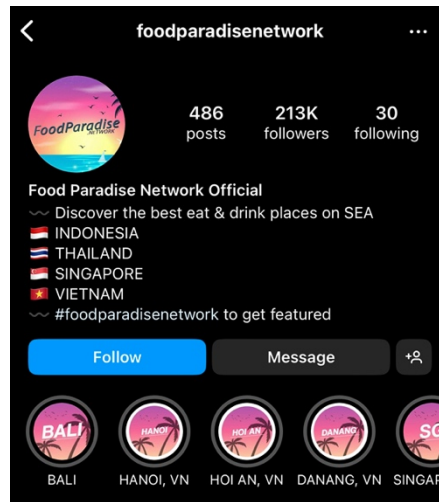 foodparadisenetwork
FoodParadise
.NETWORK
486 213K 30
posts followers following
Food Paradise Network Official
〰️ Discover the best eat & drink places on SEA
🇮🇩 INDONESIA
🇹🇭 THAILAND
🇸🇬 SINGAPORE
🇻🇳 VIETNAM
〰️ #foodparadisenetwork to get featured
Follow Message
BALI HANOI HOI AN DANANG SG
BALI HANOI, VN HOI AN, VN DANANG, VN SINGAP